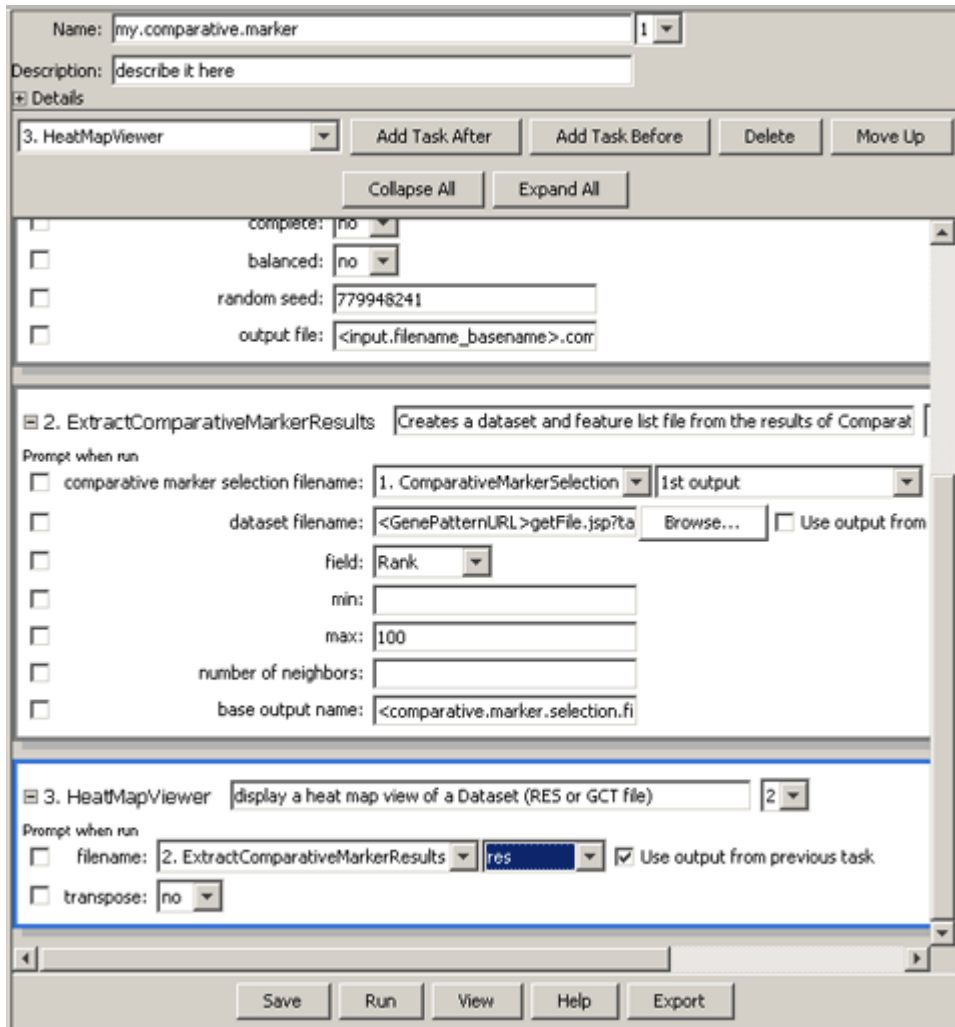 Name: my.comparative.marker 1
Description: describe it here
Details
3. HeatMapViewer Add Task After Add Task Before Delete Move Up
Collapse All Expand All
complete: no
balanced: no
random seed: 779948241
output file: <input.filename_basename>.com
2. ExtractComparativeMarkerResults Creates a dataset and feature list file from the results of Comparat
Prompt when run
comparative marker selection filename: 1. ComparativeMarkerSelection 1st output
dataset filename: <GenePatternURL>getFile.jsp?ta Browse... Use output from
field: Rank
min:
max: 100
number of neighbors:
base output name: <comparative.marker.selection.fi
3. HeatMapViewer display a heat map view of a Dataset (RES or GCT file) 2
Prompt when run
filename: 2. ExtractComparativeMarkerResults res Use output from previous task
transpose: no
Save Run View Help Export